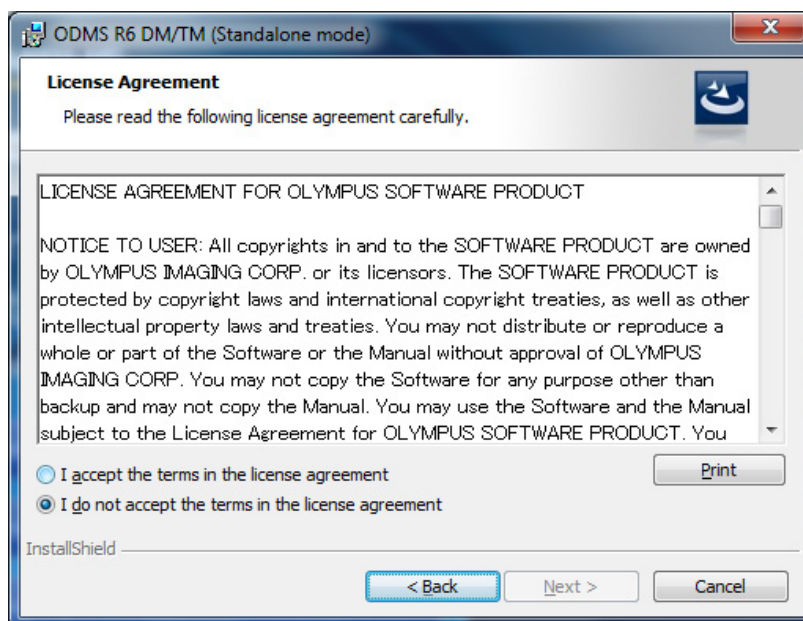 ODMS R6 DM/TM (Standalone mode)
License Agreement
Please read the following license agreement carefully.
LICENSE AGREEMENT FOR OLYMPUS SOFTWARE PRODUCT
NOTICE TO USER: All copyrights in and to the SOFTWARE PRODUCT are owned
by OLYMPUS IMAGING CORP. or its licensors. The SOFTWARE PRODUCT is
protected by copyright laws and international copyright treaties, as well as other
intellectual property laws and treaties. You may not distribute or reproduce a
whole or part of the Software or the Manual without approval of OLYMPUS
IMAGING CORP. You may not copy the Software for any purpose other than
backup and may not copy the Manual. You may use the Software and the Manual
subject to the License Agreement for OLYMPUS SOFTWARE PRODUCT. You
I accept the terms in the license agreement
Print
I do not accept the terms in the license agreement
InstallShield
< Back Next > Cancel